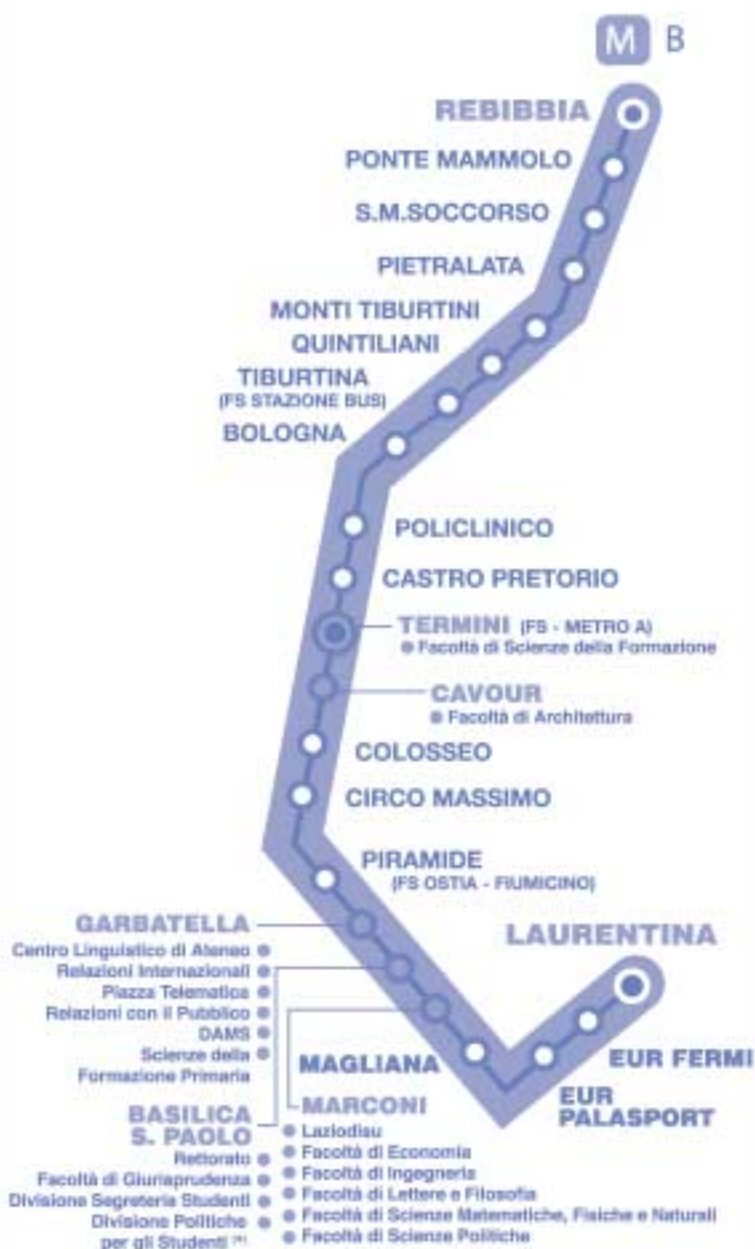 M B
REBIBBIA
PONTE MAMMOLO
S.M.SOCCORSO
PIETRALATA
MONTI TIBURTINI
QUINTILIANI
TIBURTINA
(FS STAZIONE BUS)
BOLOGNA
POLICLINICO
CASTRO PRETORIO
TERMINI (FS - METRO A)
Facoltà di Scienze della Formazione
CAVOUR
Facoltà di Architettura
COLOSSEO
CIRCO MASSIMO
PIRAMIDE
(FS OSTIA - FIUMICINO)
GARBATELLA
Centro Linguistico di Ateneo
Relazioni Internazionali
Piazza Telematica
Relazioni con il Pubblico
DAMS
Scienze della
Formazione Primaria
BASILICA
S. PAOLO
Rettorato
Facoltà di Giurisprudenza
Divisione Segreteria Studenti
Divisione Politiche
per gli Studenti (*)
MARCONI
Laziodisu
Facoltà di Economia
Facoltà di Ingegneria
Facoltà di Lettere e Filosofia
Facoltà di Scienze Matematiche, Fisiche e Naturali
Facoltà di Scienze Politiche
MAGLIANA
EUR
PALASPORT
EUR FERMI
LAURENTINA